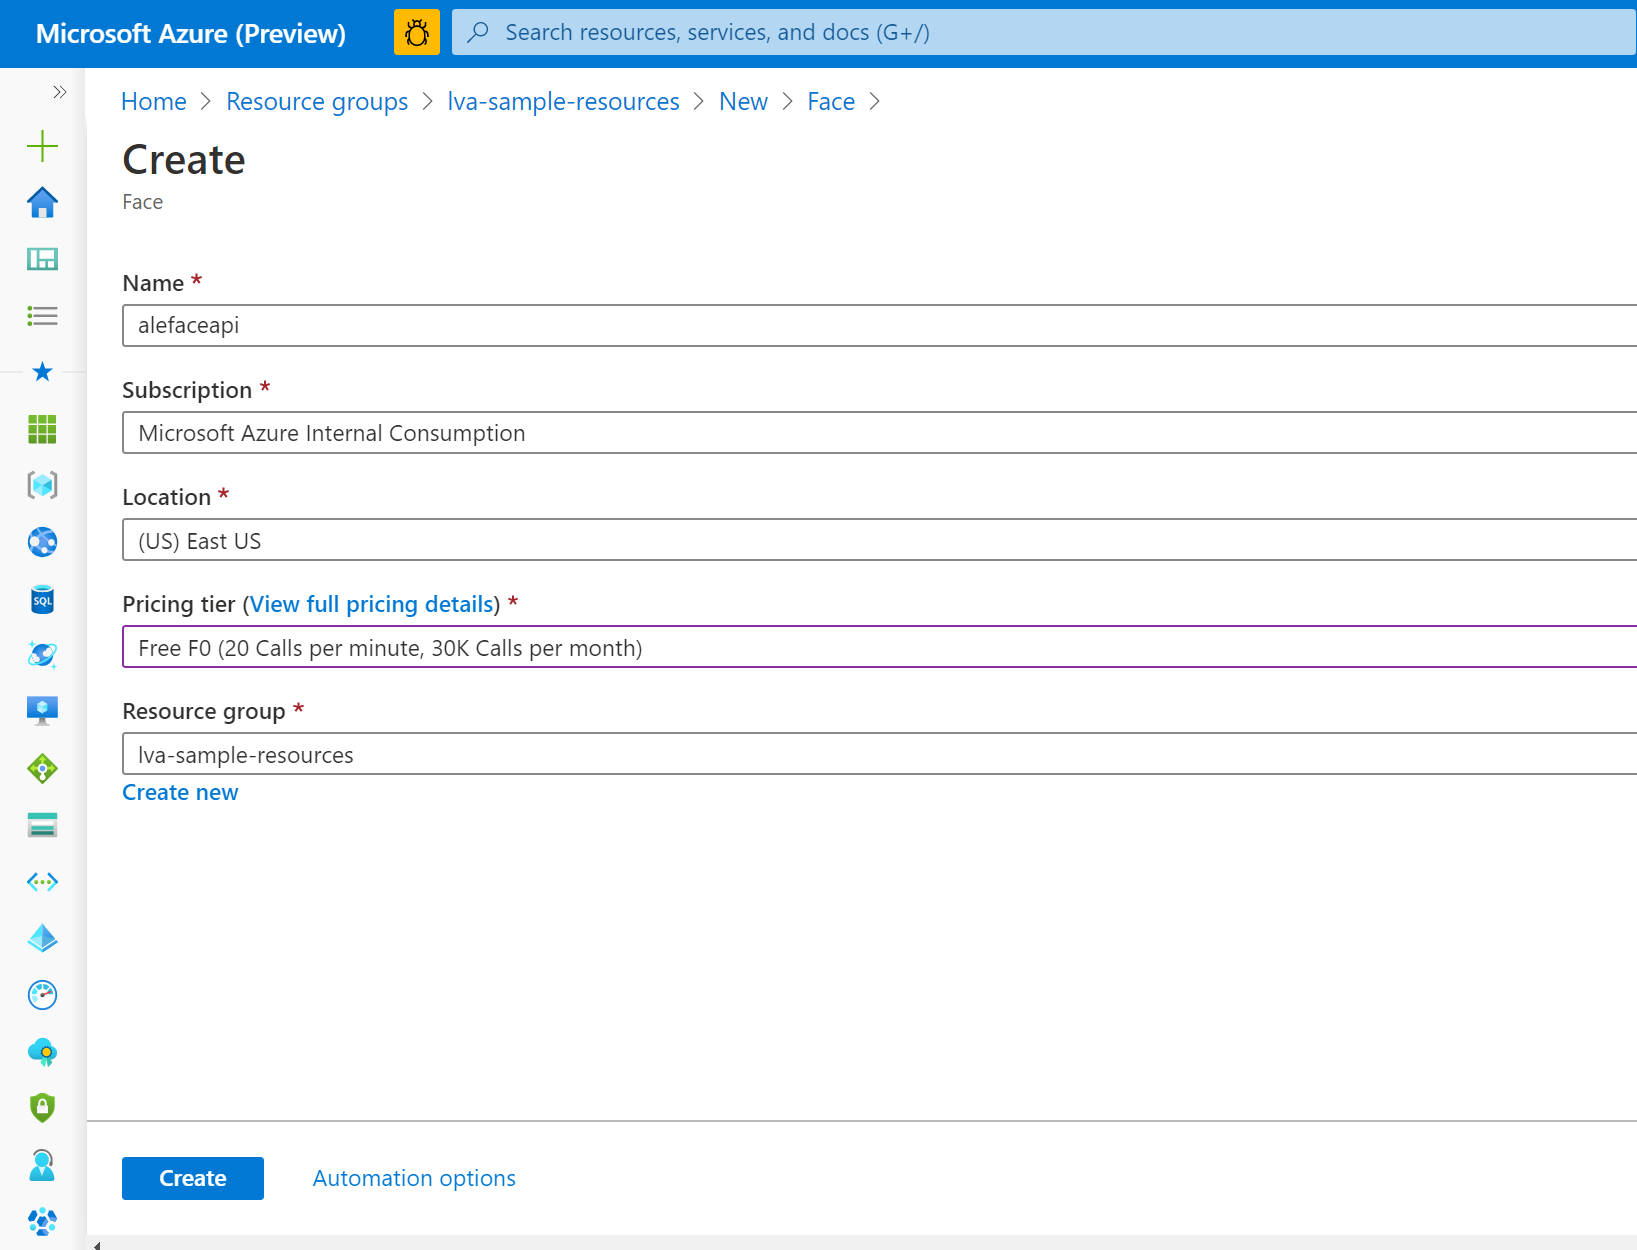 Microsoft Azure (Preview)
Search resources, services, and docs (G+/)
Home > Resource groups > lva-sample-resources > New > Face >
Create
Face
Name *
alefaceapi
Subscription *
Microsoft Azure Internal Consumption
Location *
(US) East US
Pricing tier (View full pricing details) *
Free F0 (20 Calls per minute, 30K Calls per month)
Resource group *
lva-sample-resources
Create new
SQL
Create
Automation options